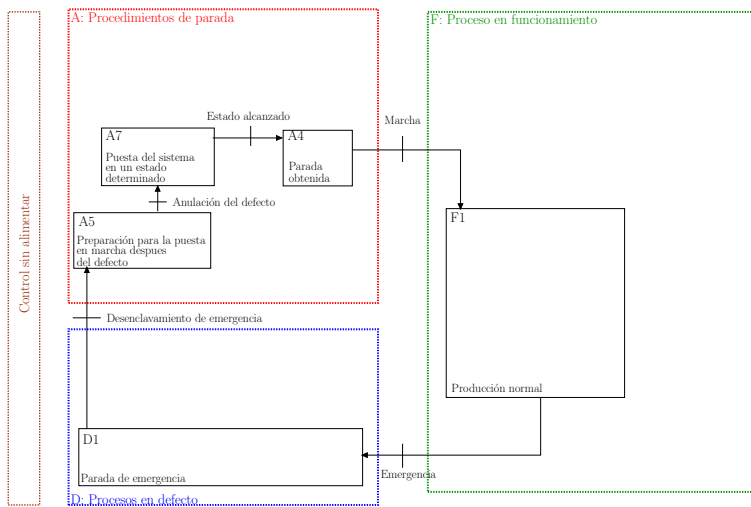 A: Procedimientos de parada
F: Proceso en funcionamiento
Estado alcanzado
Marcha
A7
Puesta del sistema
en un estado
determinado
A4
Parada
obtenida
Anulación del defecto
A5
Preparación para la puesta
en marcha despues
del defecto
F1
Producción normal
Control sin alimentar
Desenclavamiento de emergencia
D1
Parada de emergencia
Emergencia
D: Procesos en defecto